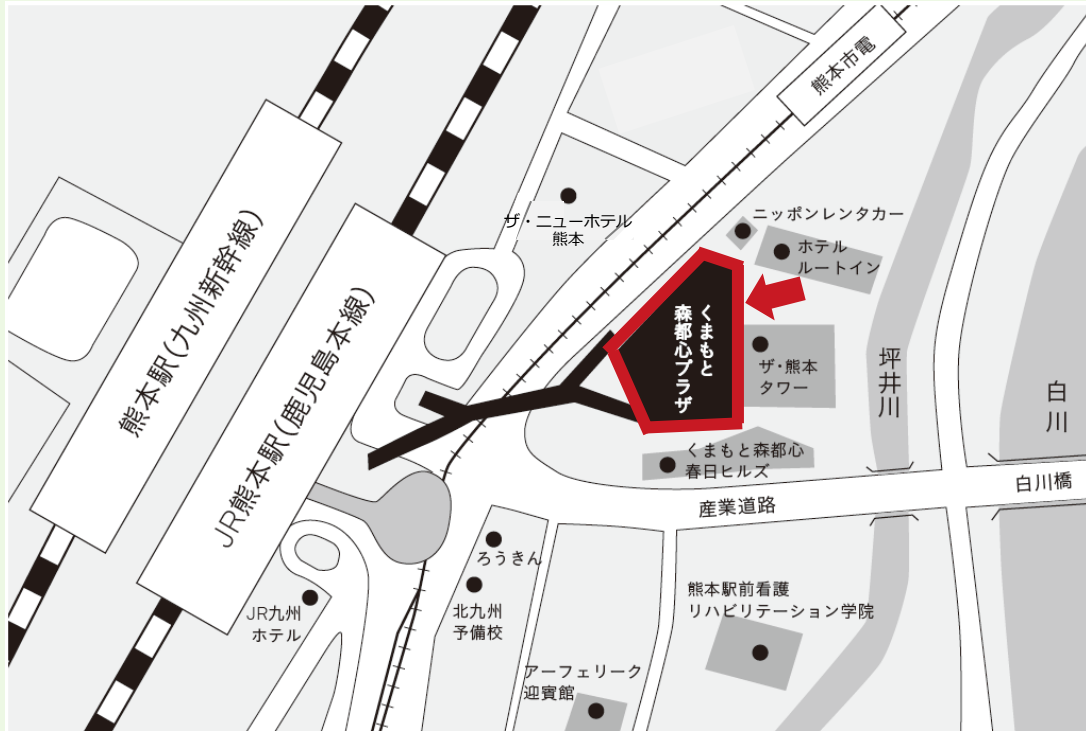 熊本市電
ニッポンレンタカー
ホテル
ルートイン
ザ・ニューホテル
熊本
熊本駅(九州新幹線)
JR熊本駅(鹿児島本線)
くまもと
森都心プラザ
ザ・熊本
タワー
坪井川
白川
くまもと森都心
春日ヒルズ
白川橋
産業道路
ろうきん
北九州
予備校
JR九州
ホテル
熊本駅前看護
リハビリテーション学院
アーフェリーク
迎賓館